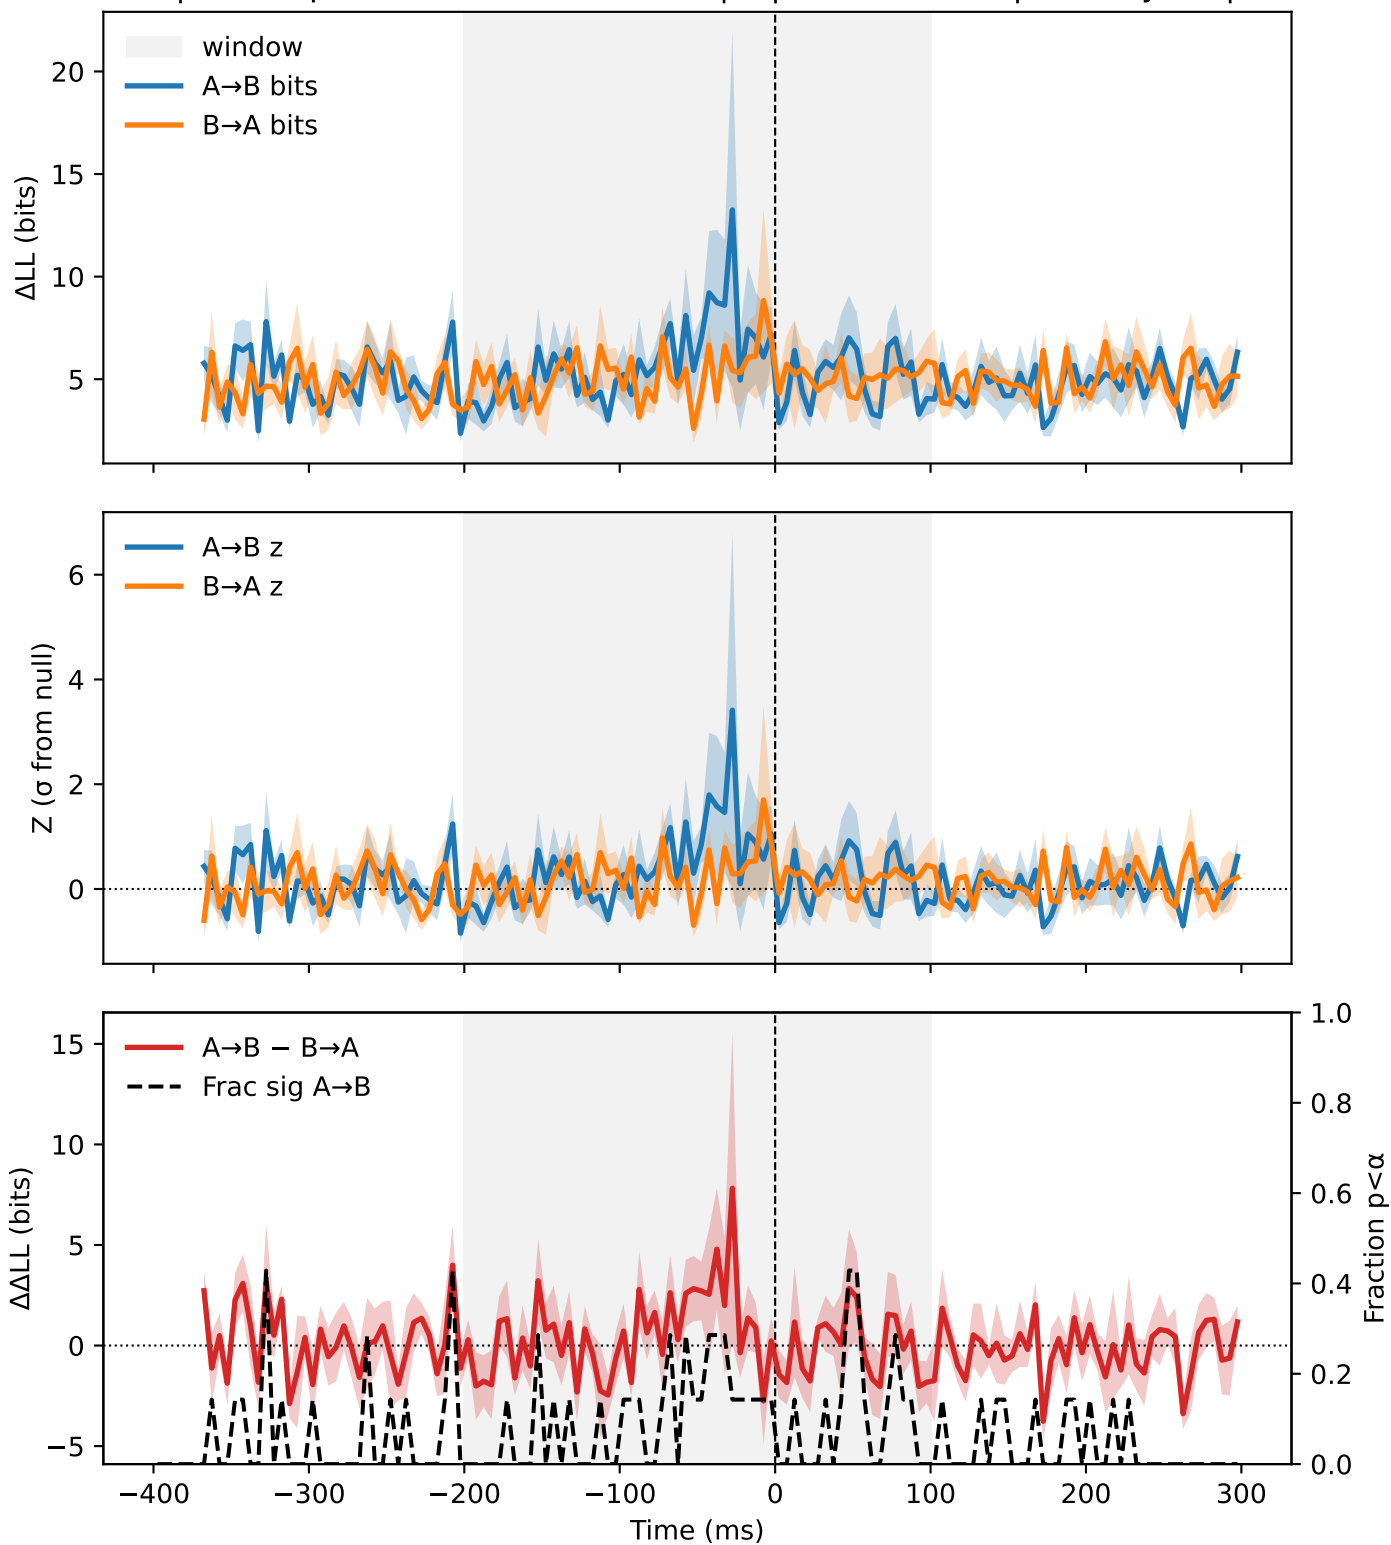 window
A→B bits
B→A bits
20
15
10
5
ΔLL (bits)
A→B z
B→A z
6
4
2
0
Z (σ from null)
A→B − B→A
Frac sig A→B
15
10
5
0
−5
ΔΔLL (bits)
1.0
0.8
0.6
0.4
0.2
0.0
Fraction p<α
−400 −300 −200 −100 0 100 200 300
Time (ms)